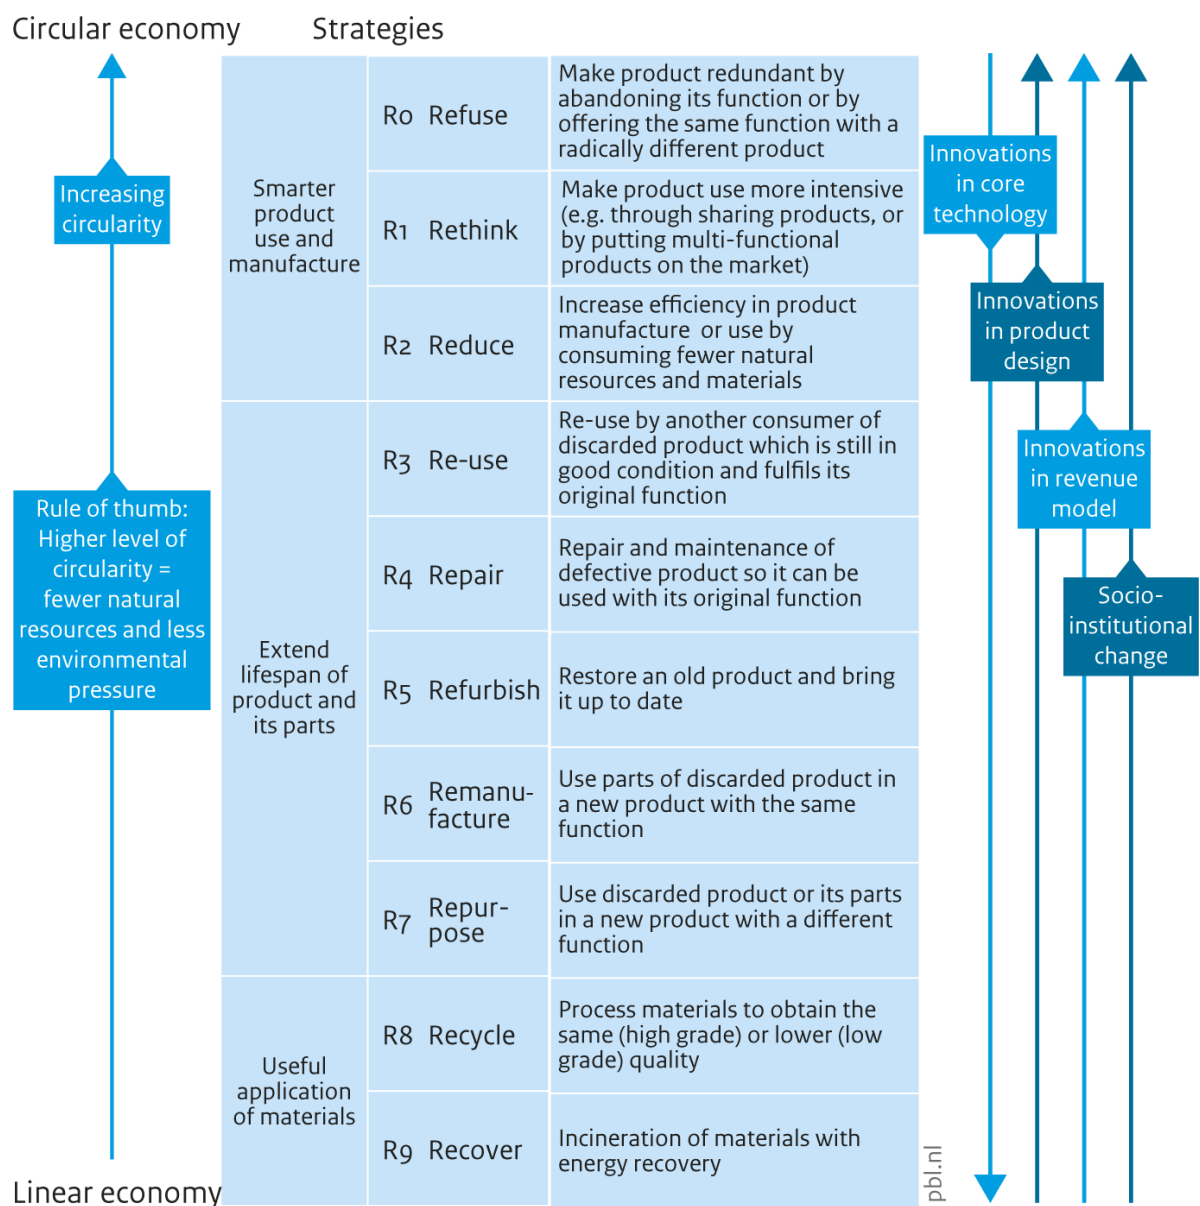 Circular economy
Strategies
Increasing
circularity
Rule of thumb:
Higher level of
circularity =
fewer natural
resources and less
environmental
pressure
Linear economy
Smarter
product
use and
manufacture
R0 Refuse
Make product redundant by
abandoning its function or by
offering the same function with a
radically different product
R1 Rethink
Make product use more intensive
(e.g. through sharing products, or
by putting multi-functional
products on the market)
R2 Reduce
Increase efficiency in product
manufacture or use by
consuming fewer natural
resources and materials
Extend
lifespan of
product and
its parts
R3 Re-use
Re-use by another consumer of
discarded product which is still in
good condition and fulfils its
original function
R4 Repair
Repair and maintenance of
defective product so it can be
used with its original function
R5 Refurbish
Restore an old product and bring
it up to date
R6 Remanu-
facture
Use parts of discarded product in
a new product with the same
function
R7 Repur-
pose
Use discarded product or its parts
in a new product with a different
function
Useful
application
of materials
R8 Recycle
Process materials to obtain the
same (high grade) or lower (low
grade) quality
R9 Recover
Incineration of materials with
energy recovery
Innovations
in core
technology
Innovations
in product
design
Innovations
in revenue
model
Socio-
institutional
change
pbl.nl